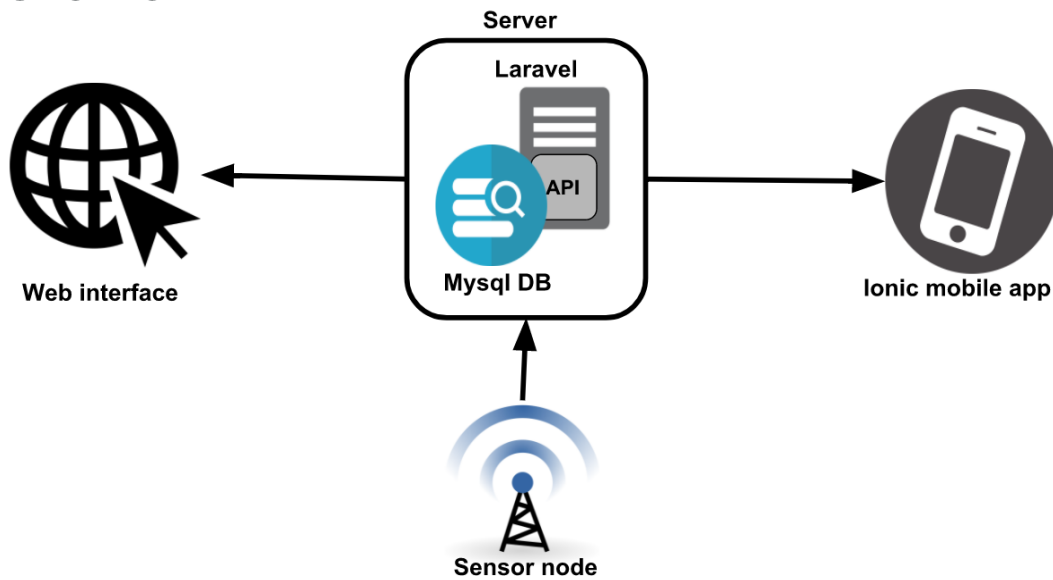 Server
Laravel
API
Mysql DB
Web interface
Ionic mobile app
Sensor node